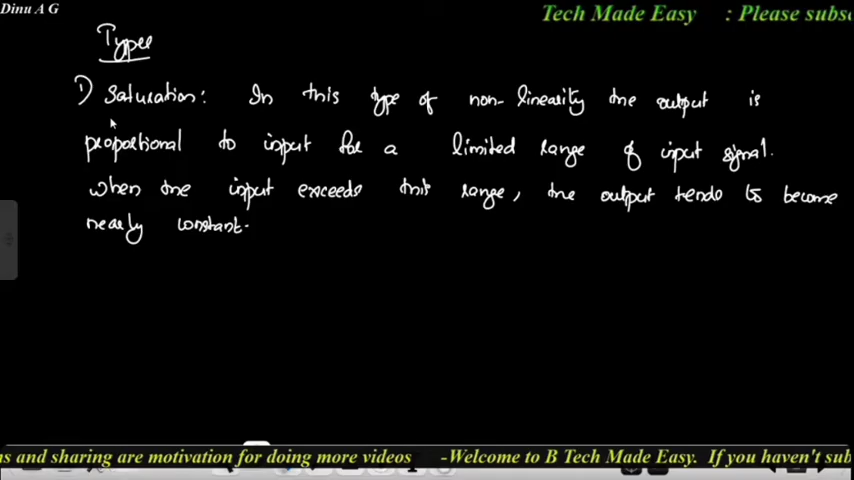 Dinu A G
Tech Made Easy : Please subs
Types
1) Saturation: In this type of non-linearity the output is
proportional to input for a limited range of input signal.
when the input exceeds this range, the output tends to become
nearly constant.
ns and sharing are motivation for doing more videos -Welcome to B Tech Made Easy. If you haven't sub